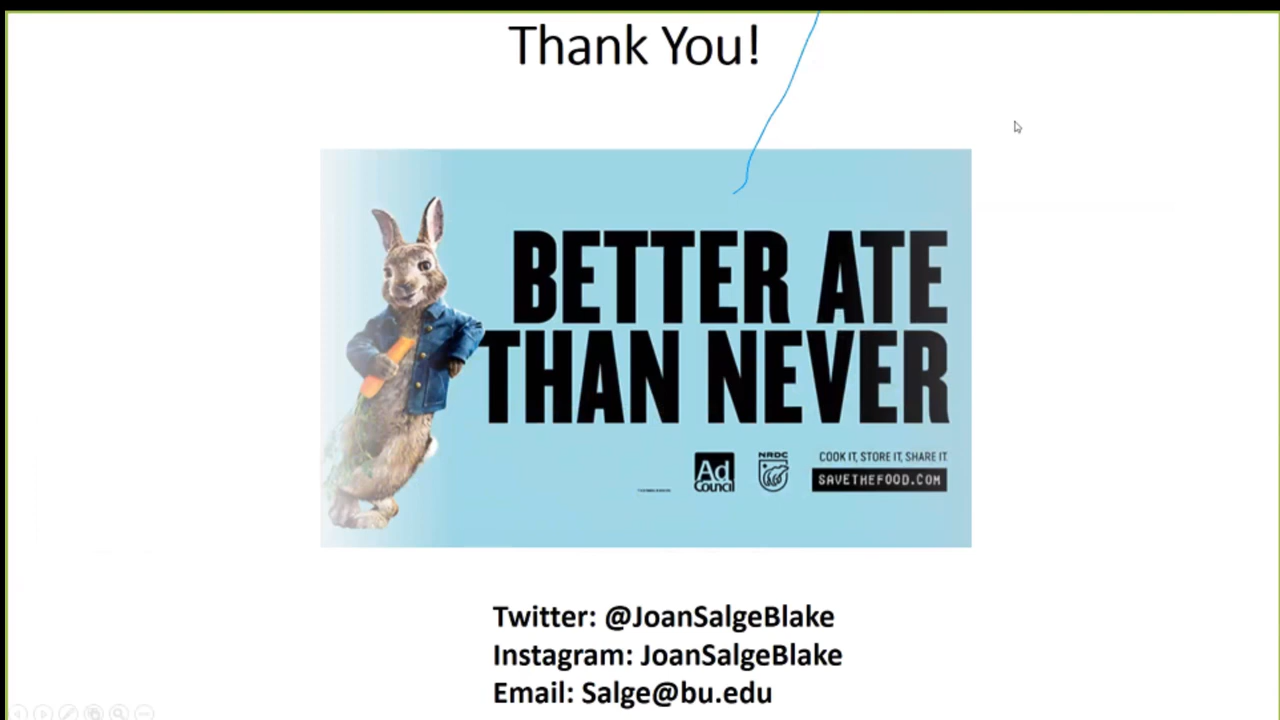 Thank You!
BETTER ATE
THAN NEVER
Ad
Council
NRDC
COOK IT, STORE IT, SHARE IT.
SAVETHEFOOD.COM
Twitter: @JoanSalgeBlake
Instagram: JoanSalgeBlake
Email: Salge@bu.edu